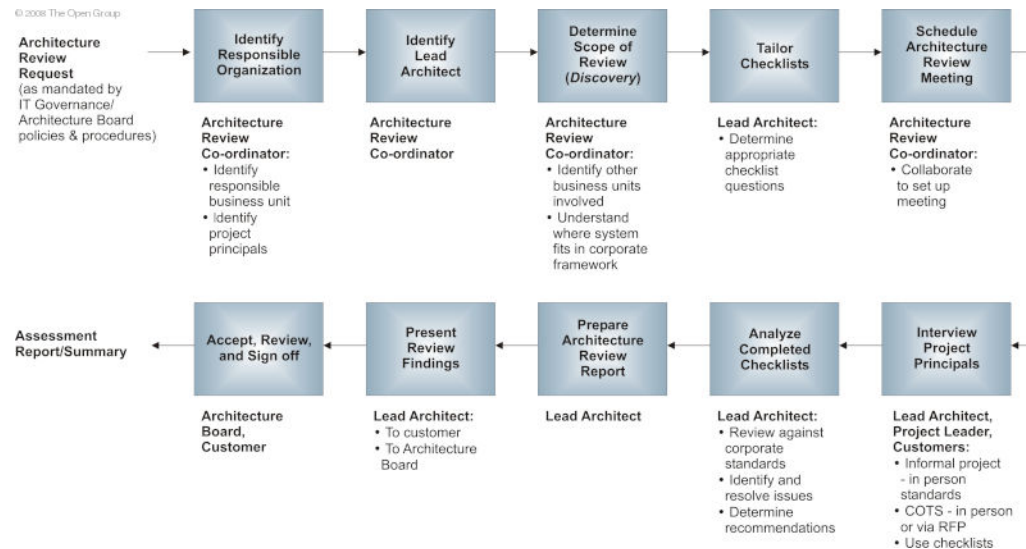 © 2008 The Open Group
Architecture
Review
Request
(as mandated by
IT Governance/
Architecture Board
policies & procedures)
Identify
Responsible
Organization
Architecture
Review
Co-ordinator:
• Identify
responsible
business unit
• Identify
project
principals
Identify
Lead
Architect
Architecture
Review
Co-ordinator
Determine
Scope of
Review
(Discovery)
Architecture
Review
Co-ordinator:
• Identify other
business units
involved
• Understand
where system
fits in corporate
framework
Tailor
Checklists
Lead Architect:
• Determine
appropriate
checklist
questions
Schedule
Architecture
Review
Meeting
Architecture
Review
Co-ordinator:
• Collaborate
to set up
meeting
Interview
Project
Principals
Lead Architect,
Project Leader,
Customers:
• Informal project
- in person
standards
• COTS - in person
or via RFP
• Use checklists
Analyze
Completed
Checklists
Lead Architect:
• Review against
corporate
standards
• Identify and
resolve issues
• Determine
recommendations
Prepare
Architecture
Review
Report
Lead Architect
Present
Review
Findings
Lead Architect:
• To customer
• To Architecture
Board
Accept, Review,
and Sign off
Architecture
Board,
Customer
Assessment
Report/Summary